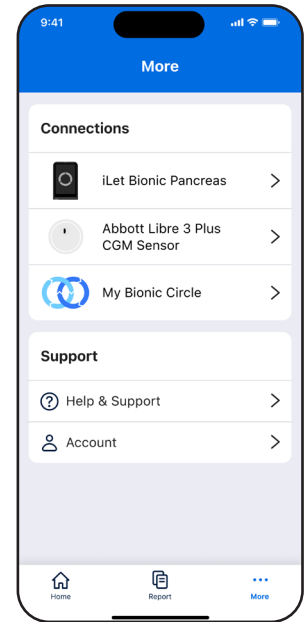 9:41
More
Connections
iLet Bionic Pancreas
Abbott Libre 3 Plus
CGM Sensor
My Bionic Circle
Support
Help & Support
Account
Home
Report
More